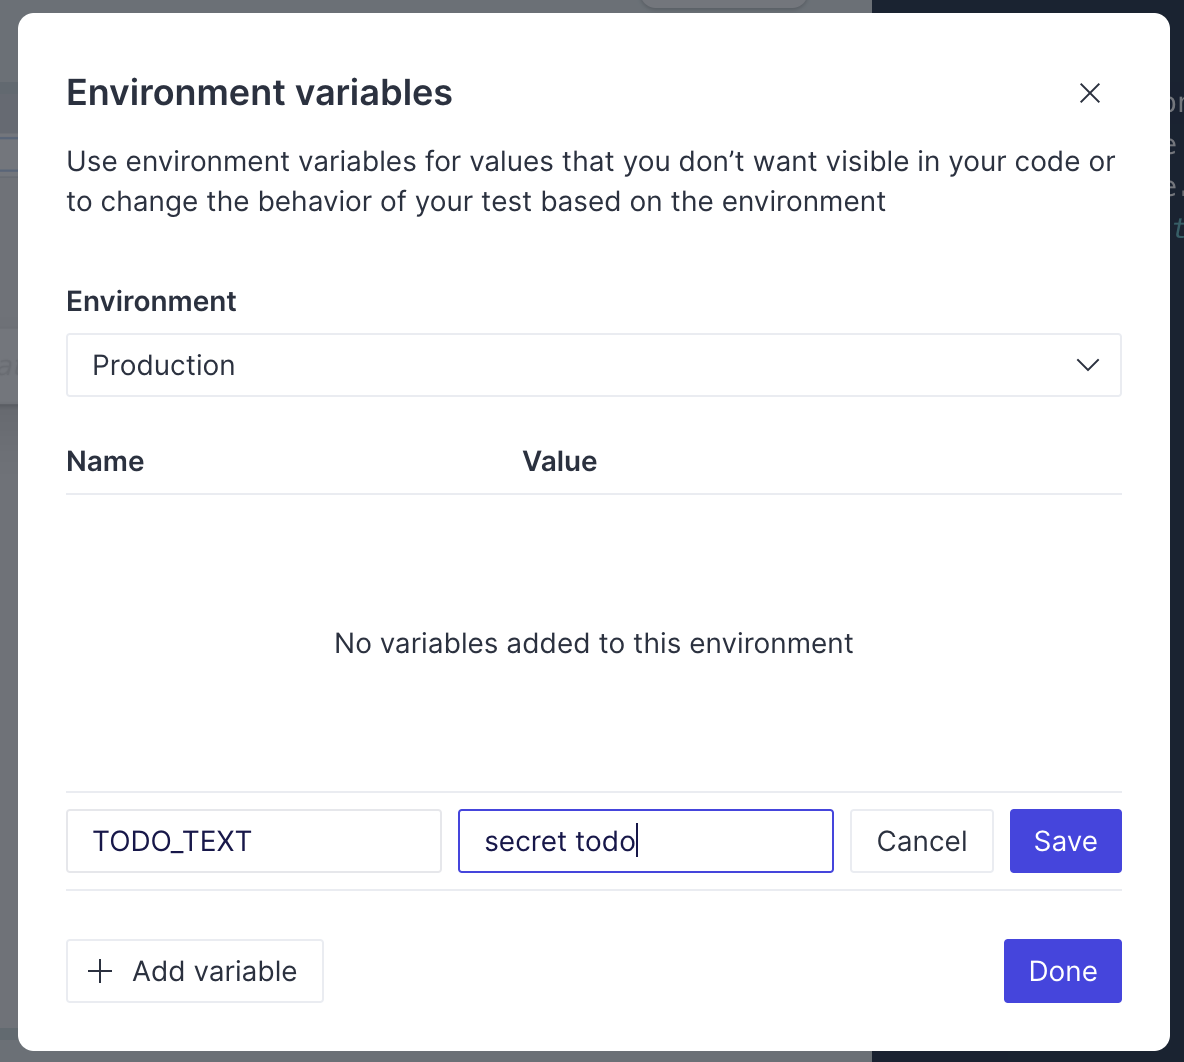 Environment variables
Use environment variables for values that you don’t want visible in your code or
to change the behavior of your test based on the environment
Environment
Production
Name Value
No variables added to this environment
TODO_TEXT secret todo Cancel Save
Add variable Done